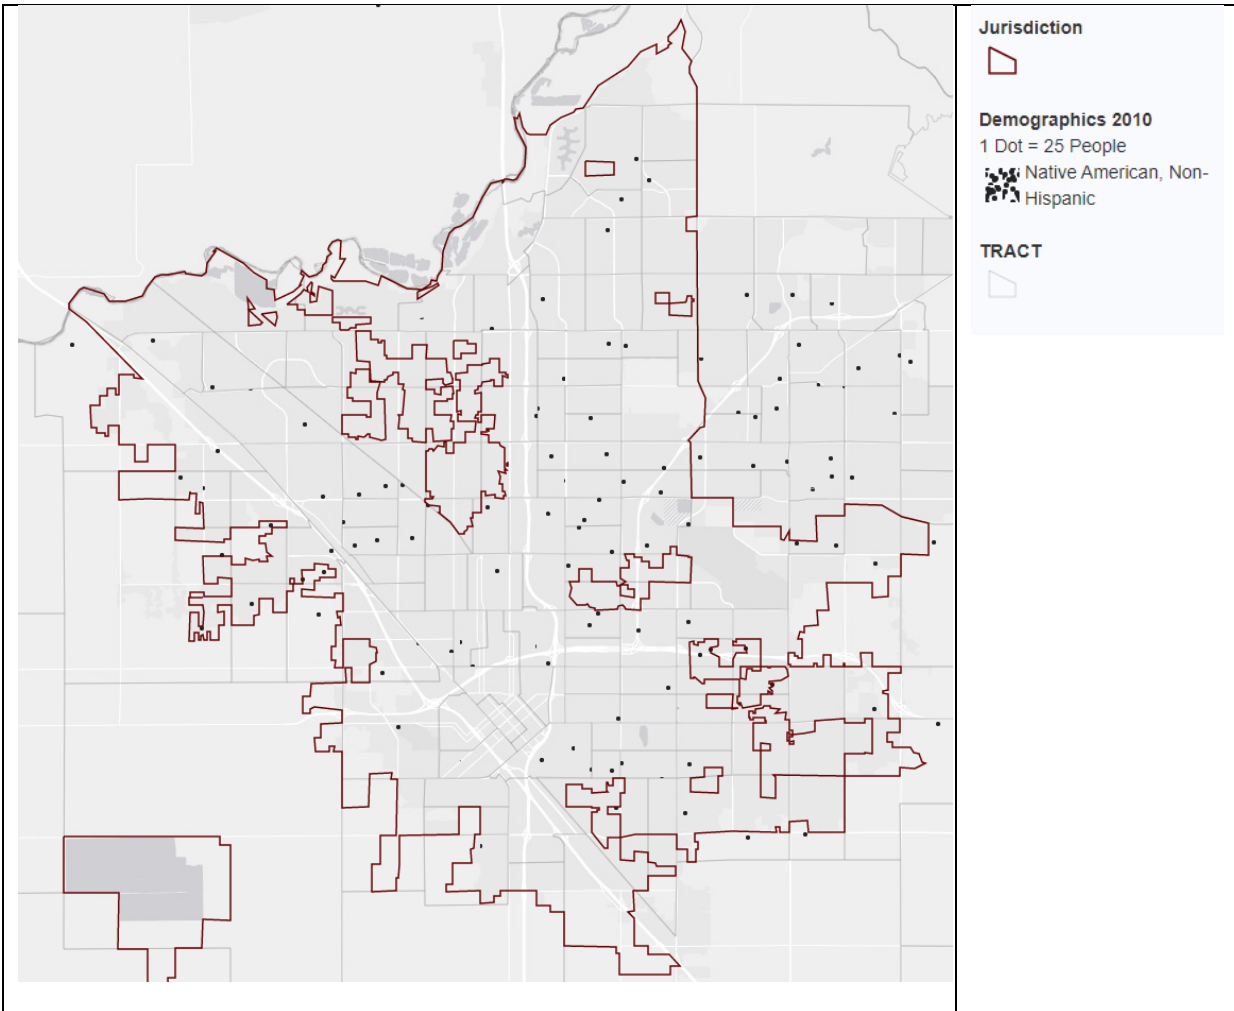 Jurisdiction
Demographics 2010
1 Dot = 25 People
Native American, Non-
Hispanic
TRACT